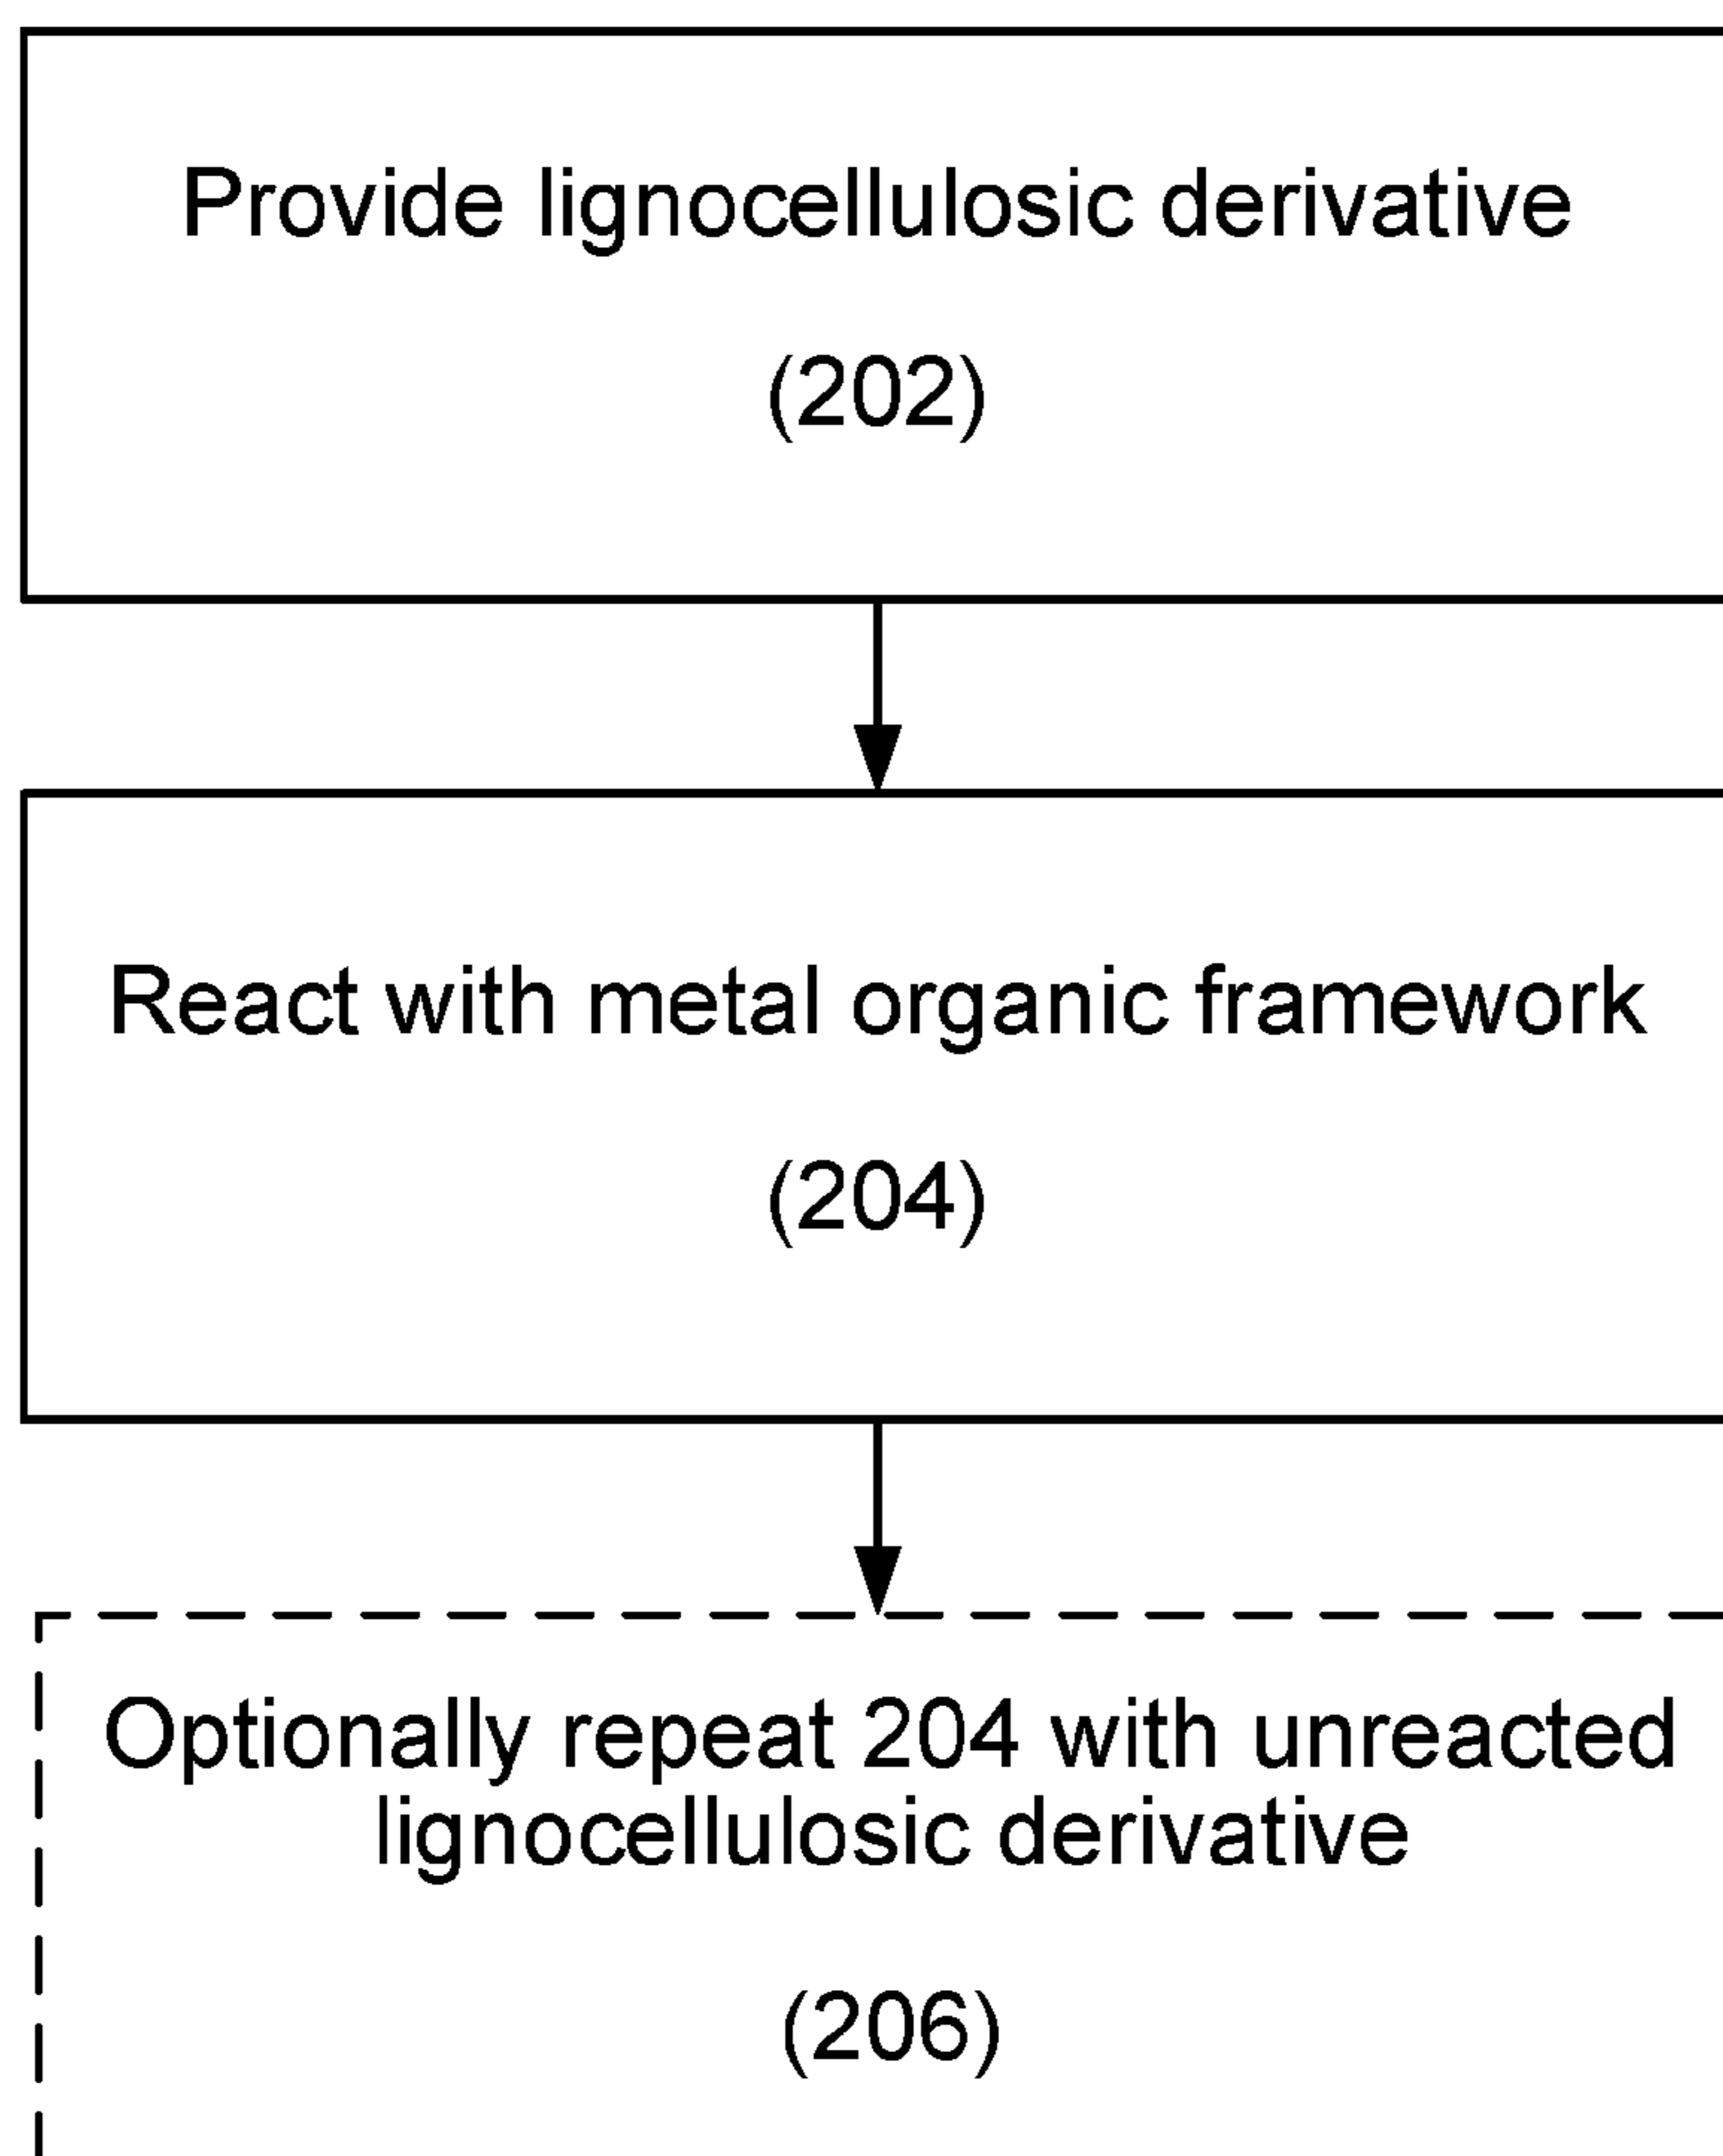 Provide lignocellulosic derivative
(202)
React with metal organic framework
(204)
Optionally repeat 204 with unreacted
lignocellulosic derivative
(206)